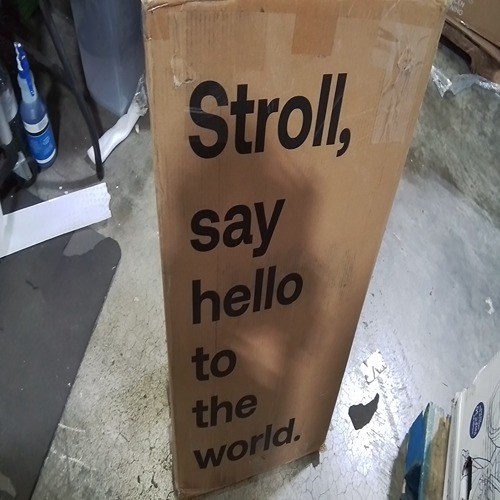 Stroll,
say
hello
to
the
world.